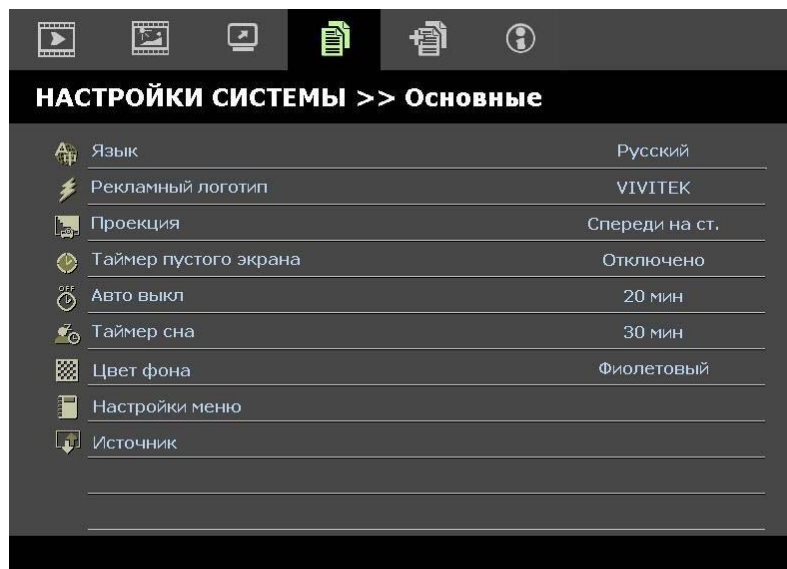 НАСТРОЙКИ СИСТЕМЫ >> Основные
Язык Русский
Рекламный логотип VIVITEK
Проекция Спереди на ст.
Таймер пустого экрана Отключено
OFF
Авто выкл 20 мин
Таймер сна 30 мин
Цвет фона Фиолетовый
Настройки меню
Источник